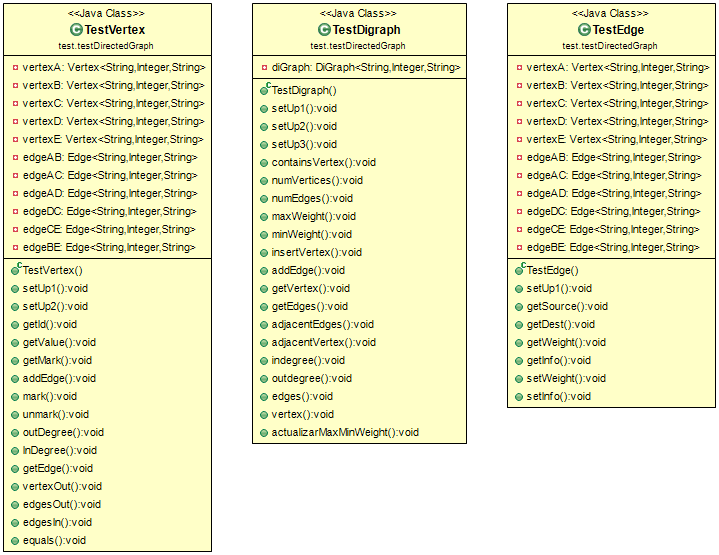 <<Java Class>>
TestVertex
test.testDirectedGraph
vertexA: Vertex<String,Integer,String>
vertexB: Vertex<String,Integer,String>
vertexC: Vertex<String,Integer,String>
vertexD: Vertex<String,Integer,String>
vertexE: Vertex<String,Integer,String>
edgeAB: Edge<String,Integer,String>
edgeAC: Edge<String,Integer,String>
edgeAD: Edge<String,Integer,String>
edgeDC: Edge<String,Integer,String>
edgeCE: Edge<String,Integer,String>
edgeBE: Edge<String,Integer,String>
TestVertex()
setUp1():void
setUp2():void
getId():void
getValue():void
getMark():void
addEdge():void
mark():void
unmark():void
outDegree():void
InDegree():void
getEdge():void
vertexOut():void
edgesOut():void
edgesIn():void
equals():void
<<Java Class>>
TestDigraph
test.testDirectedGraph
diGraph: DiGraph<String,Integer,String>
TestDigraph()
setUp1():void
setUp2():void
setUp3():void
containsVertex():void
numVertices():void
numEdges():void
maxWeight():void
minWeight():void
insertVertex():void
addEdge():void
getVertex():void
getEdges():void
adjacentEdges():void
adjacentVertex():void
indegree():void
outdegree():void
edges():void
vertex():void
actualizarMaxMinWeight():void
<<Java Class>>
TestEdge
test.testDirectedGraph
vertexA: Vertex<String,Integer,String>
vertexB: Vertex<String,Integer,String>
vertexC: Vertex<String,Integer,String>
vertexD: Vertex<String,Integer,String>
vertexE: Vertex<String,Integer,String>
edgeAB: Edge<String,Integer,String>
edgeAC: Edge<String,Integer,String>
edgeAD: Edge<String,Integer,String>
edgeDC: Edge<String,Integer,String>
edgeCE: Edge<String,Integer,String>
edgeBE: Edge<String,Integer,String>
TestEdge()
setUp1():void
getSource():void
getDest():void
getWeight():void
getInfo():void
setWeight():void
setInfo():void